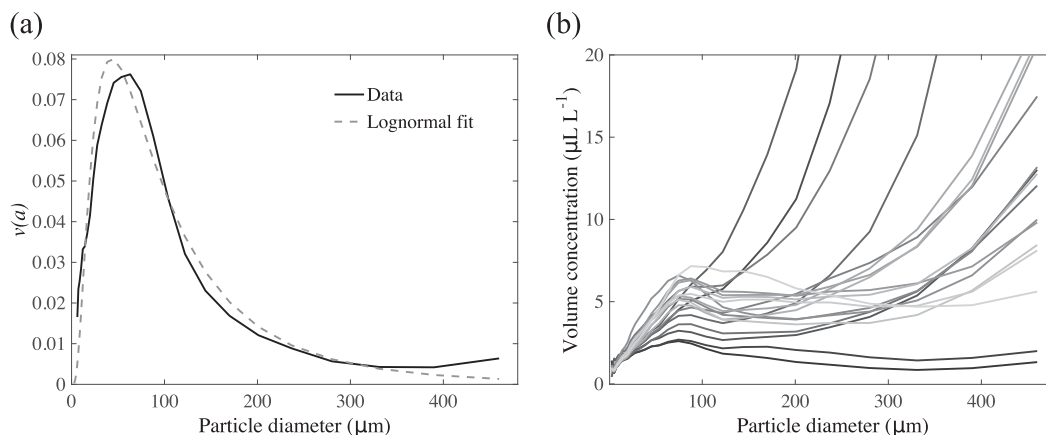 (a)
(b)
v(a)
0.08
0.07
0.06
0.05
0.04
0.03
0.02
0.01
0
0 100 200 300 400
Particle diameter (μm)
Data
Lognormal fit
Volume concentration (μL L⁻¹)
20
15
10
5
0
100 200 300 400
Particle diameter (μm)